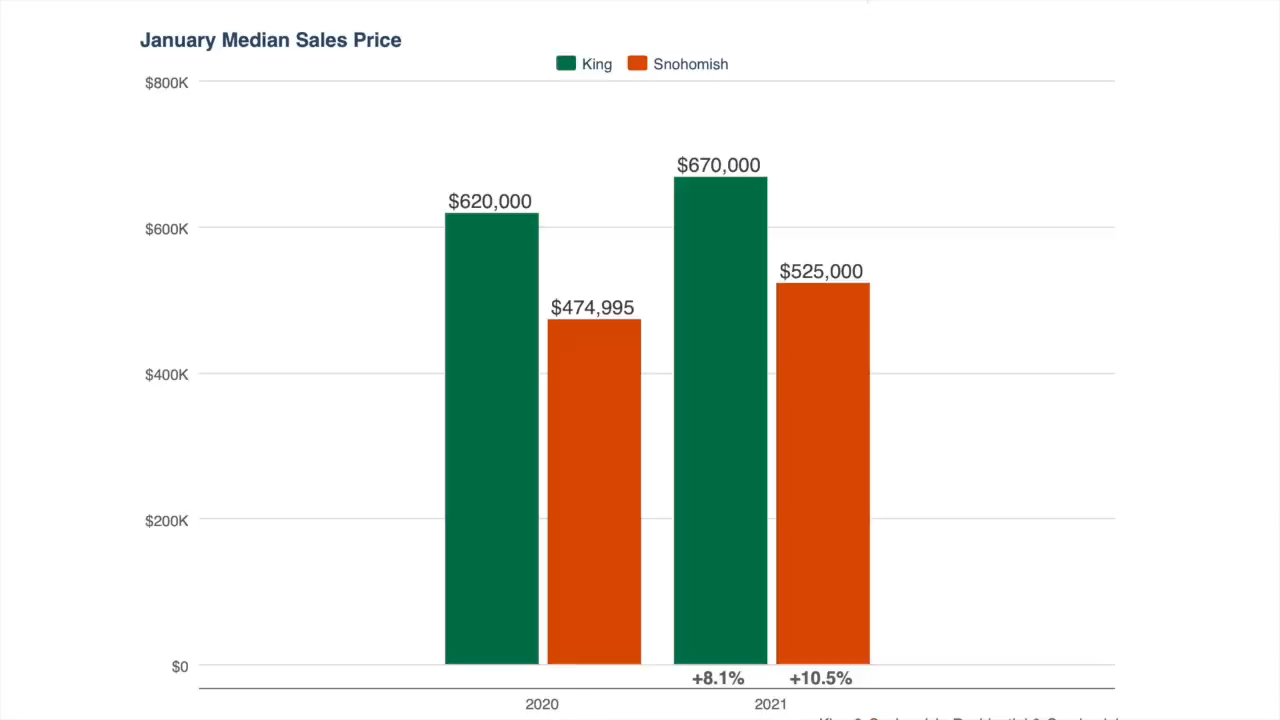 January Median Sales Price
King Snohomish
$800K
$670,000
$620,000
$600K
$525,000
$474,995
$400K
$200K
$0
+8.1% +10.5%
2020 2021